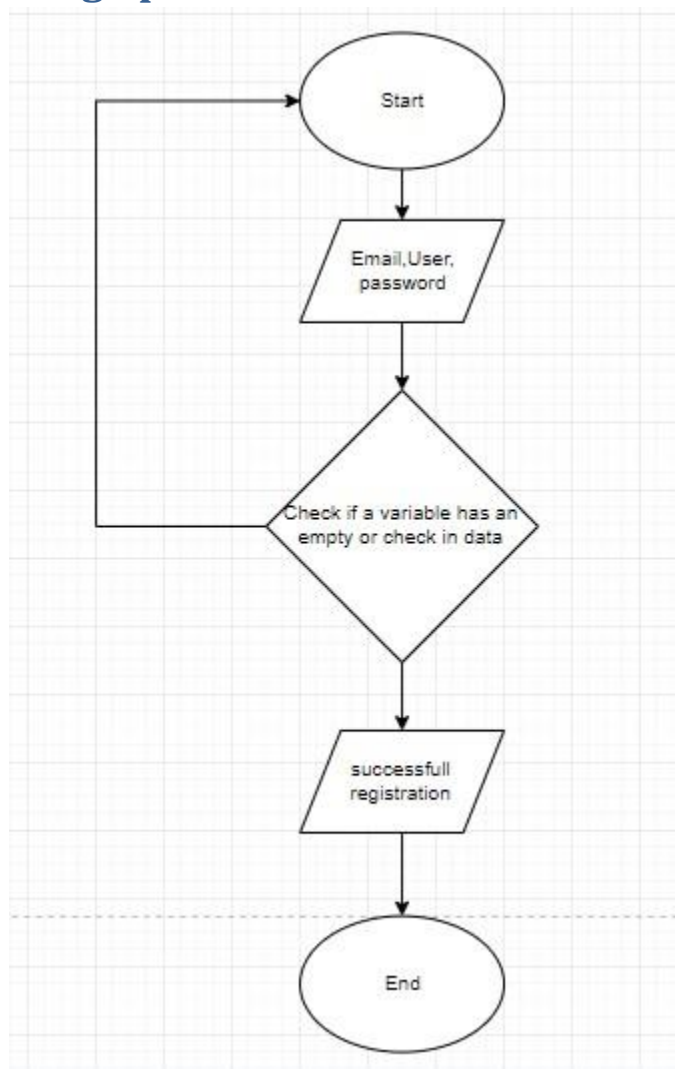 Start
Email,User,
password
Check if a variable has an
empty or check in data
successfull
registration
End